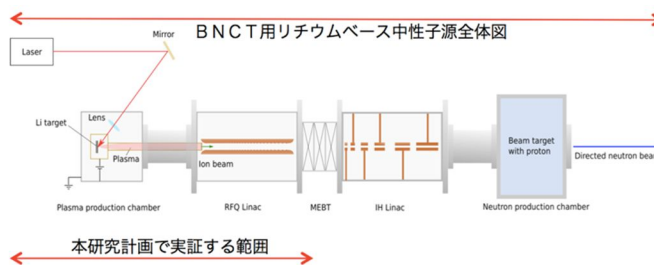 BNCT用リチウムベース中性子源全体図
Mirror
Laser
Lens
Li target
Plasma
Ion beam
Beam target
with proton
Directed neutron beam
Plasma production chamber
RFQ Linac
MEBT
IH Linac
Neutron production chamber
本研究計画で実証する範囲